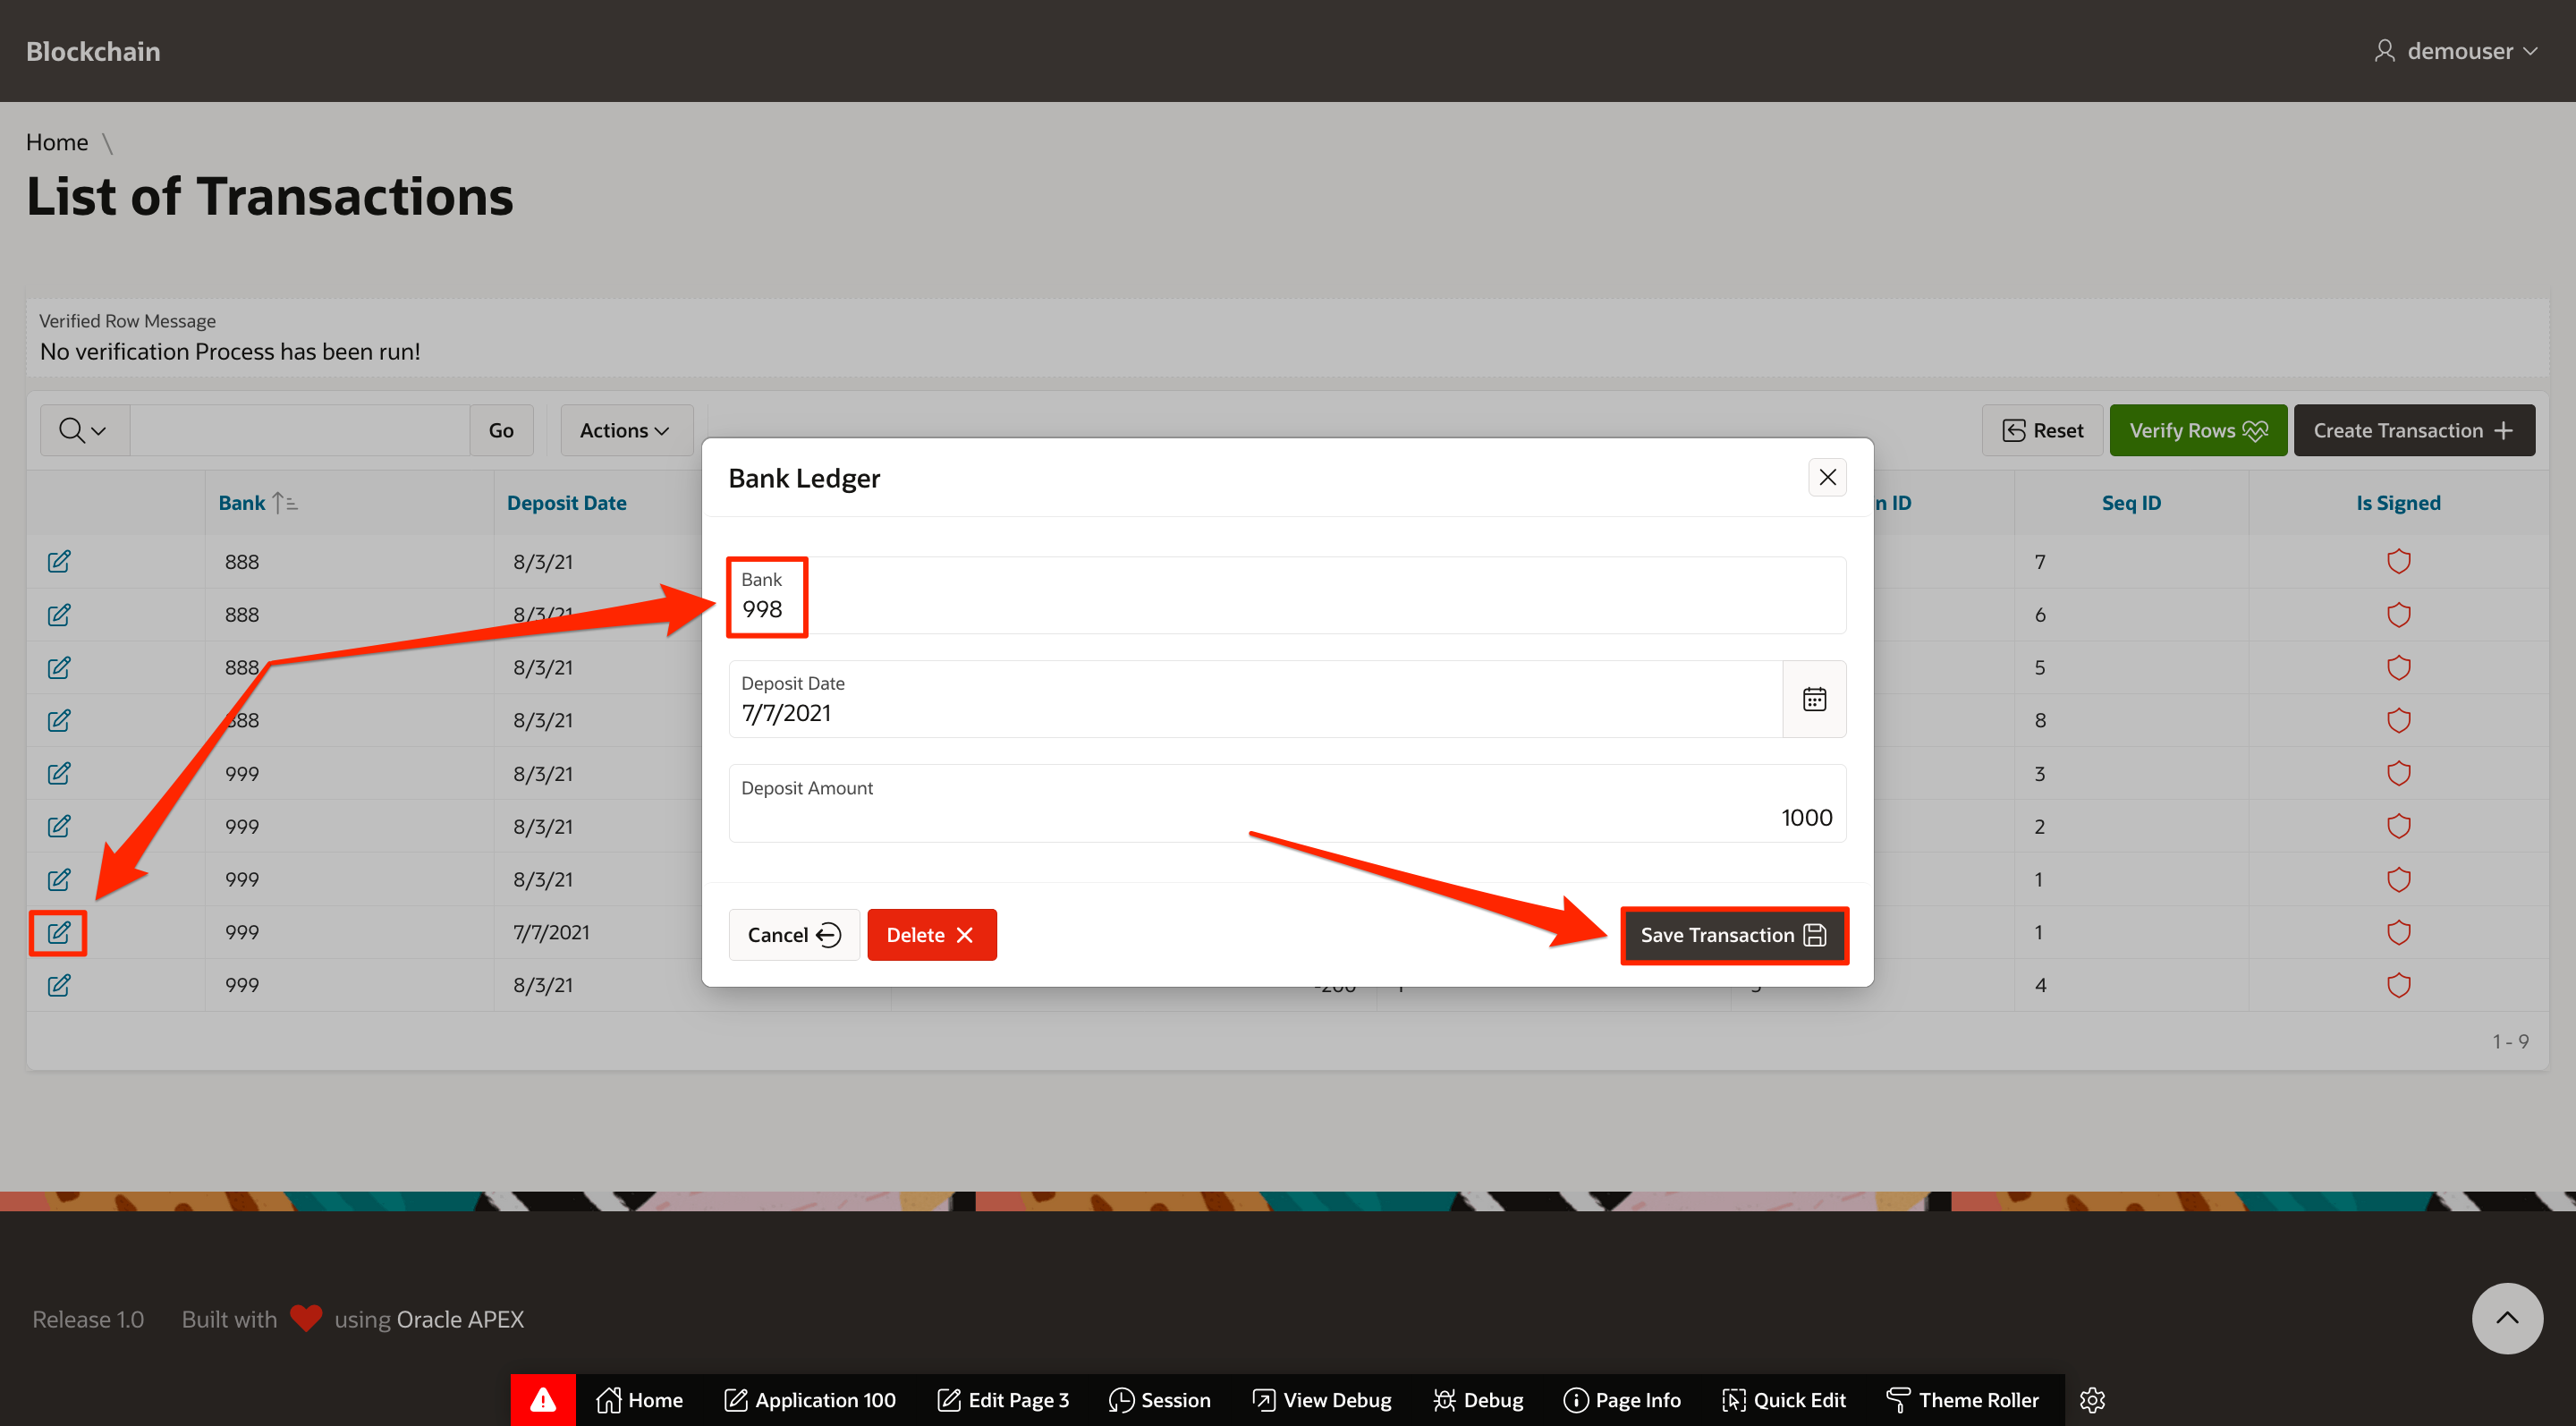 Blockchain
demouser
Home \
List of Transactions
Verified Row Message
No verification Process has been run!
Go
Actions
Reset
Verify Rows
Create Transaction
Bank
Deposit Date
n ID
Seq ID
Is Signed
888 8/3/21 7
888 8/3/21 6
888 8/3/21 5
888 8/3/21 8
999 8/3/21 3
999 8/3/21 2
999 8/3/21 1
999 7/7/2021 1
999 8/3/21 -200 4
1 - 9
Bank Ledger
Bank
998
Deposit Date
7/7/2021
Deposit Amount
1000
Cancel
Delete
Save Transaction
Release 1.0 Built with using Oracle APEX
Home
Application 100
Edit Page 3
Session
View Debug
Debug
Page Info
Quick Edit
Theme Roller